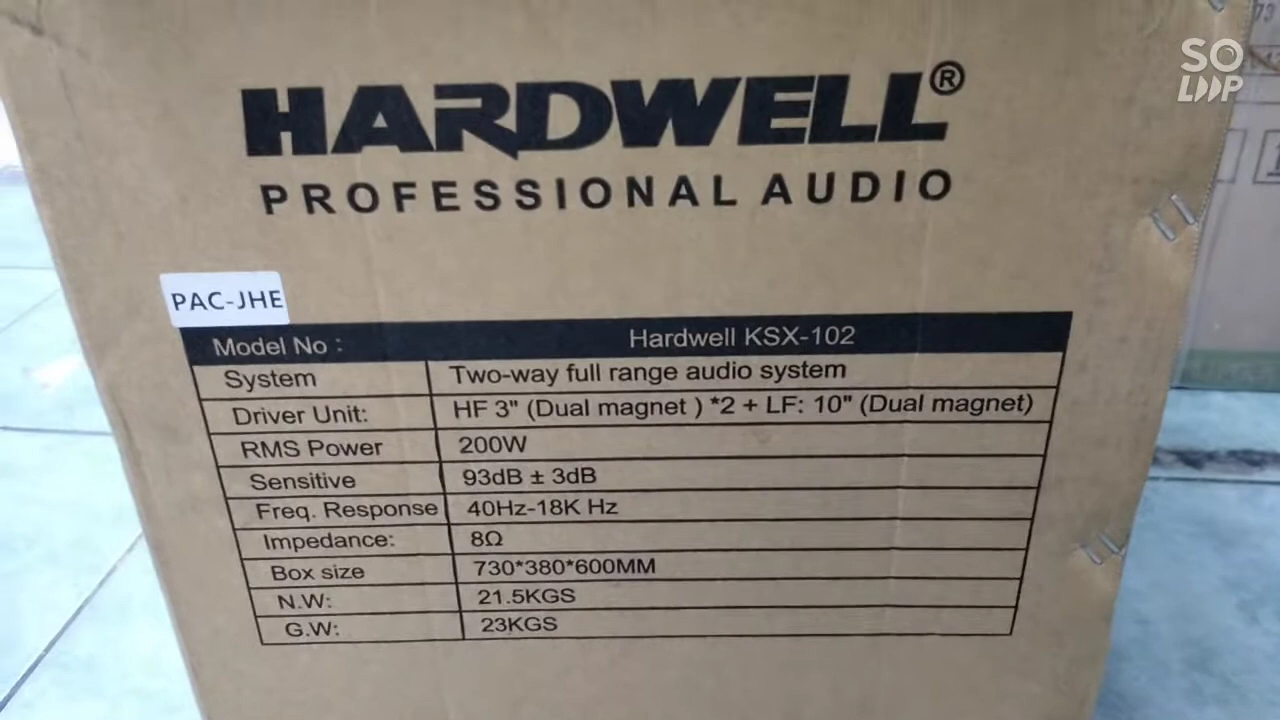 HARDWELL®
PROFESSIONAL AUDIO
PAC-JHE
Model No : Hardwell KSX-102
System Two-way full range audio system
Driver Unit: HF 3" (Dual magnet ) *2 + LF: 10" (Dual magnet)
RMS Power 200W
Sensitive 93dB ± 3dB
Freq. Response 40Hz-18K Hz
Impedance: 8Ω
Box size 730*380*600MM
N.W: 21.5KGS
G.W: 23KGS
SO
LIIP